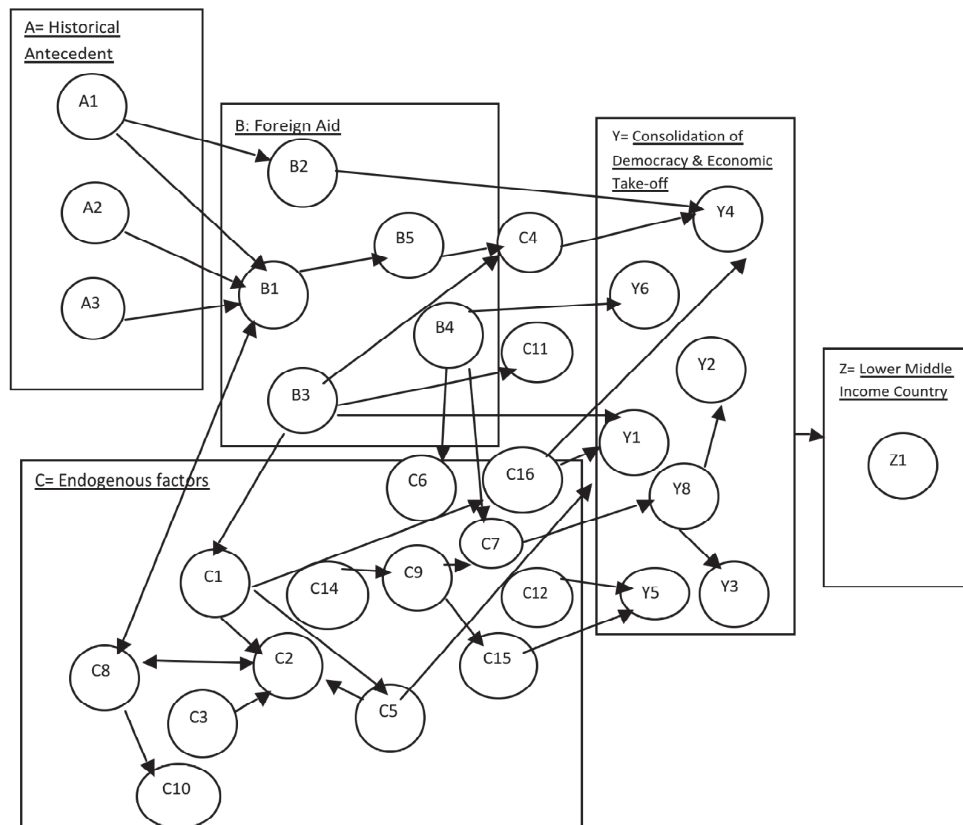 A= Historical
Antecedent
A1
A2
A3
B: Foreign Aid
B2
B5
B1
B4
B3
C4
C11
Y= Consolidation of
Democracy & Economic
Take-off
Y4
Y6
Y2
Y1
Y8
Y5
Y3
Z= Lower Middle
Income Country
Z1
C= Endogenous factors
C6
C16
C7
C1
C14
C9
C12
C8
C2
C15
C3
C5
C10